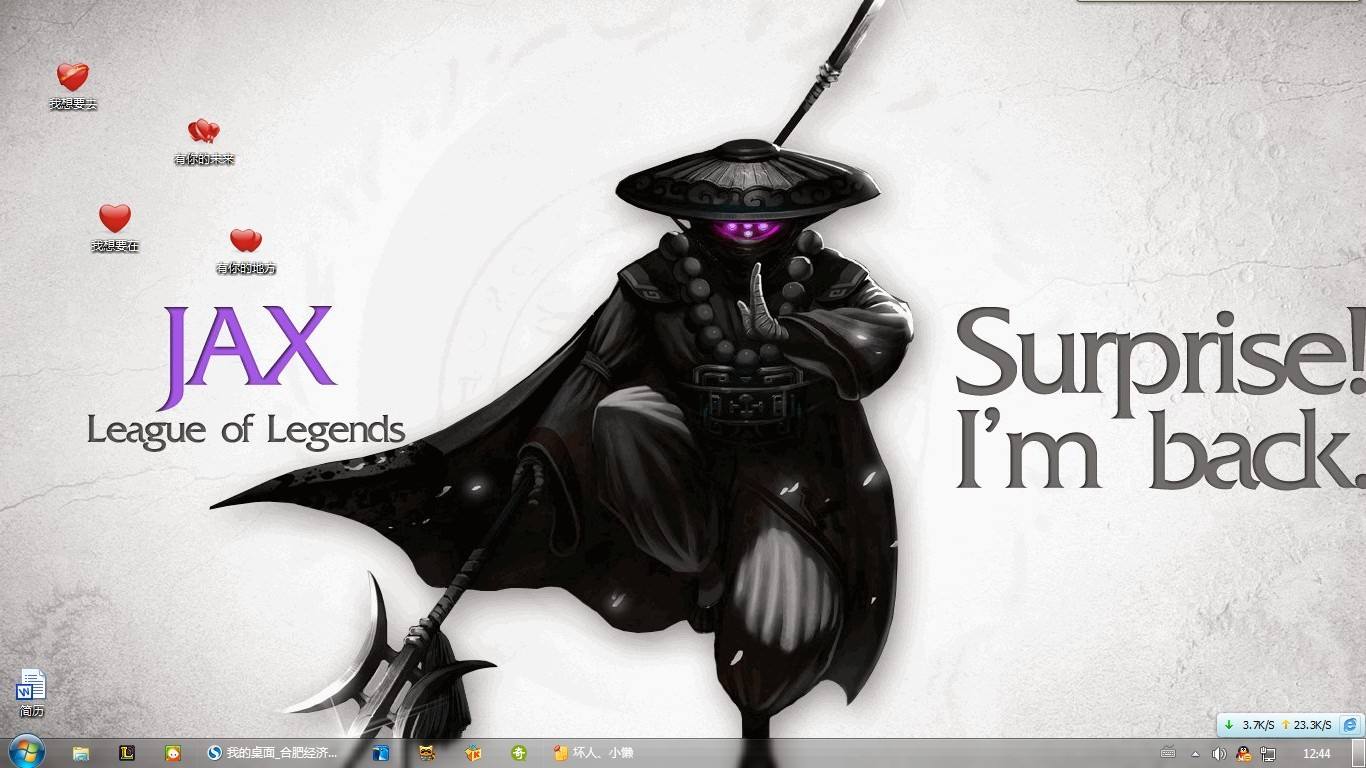 我想要去
有你的未来
我想要在
有你的地方
JAX
League of Legends
Surprise!
I'm back.
简历
3.7K/S 23.3K/S
我的桌面_合肥经济...
坏人、小懒
12:44